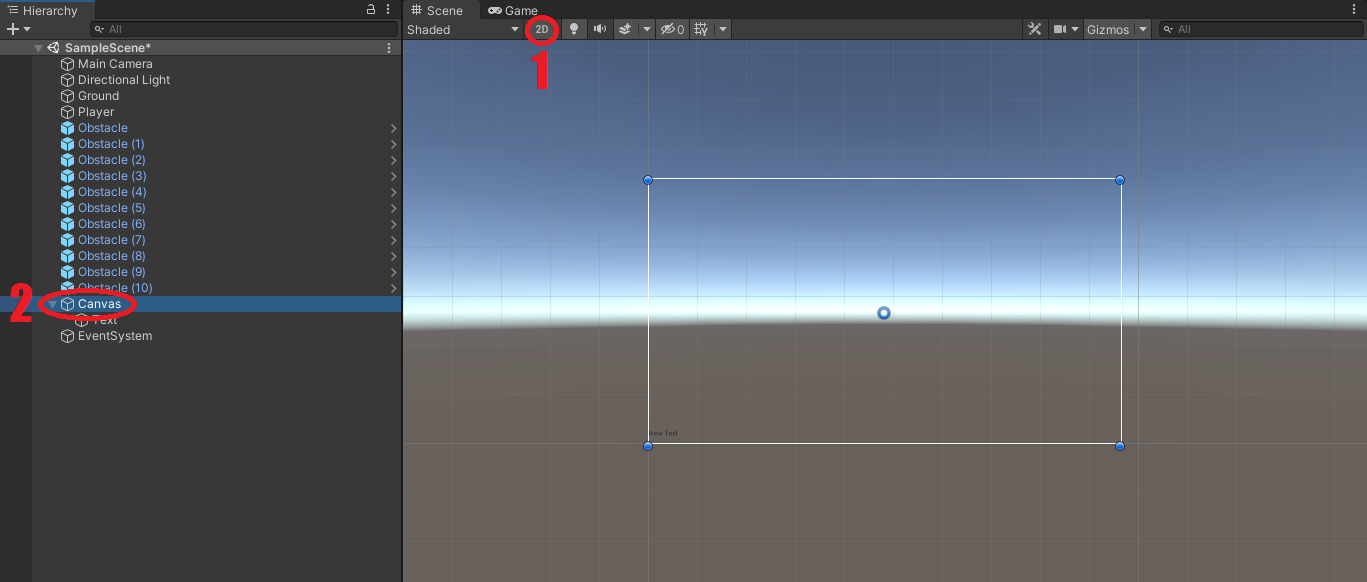 Hierarchy
All
SampleScene*
Main Camera
Directional Light
Ground
Player
Obstacle
Obstacle (1)
Obstacle (2)
Obstacle (3)
Obstacle (4)
Obstacle (5)
Obstacle (6)
Obstacle (7)
Obstacle (8)
Obstacle (9)
Obstacle (10)
2 Canvas
Text
EventSystem
Scene Game
Shaded 2D 0 Gizmos All
1
New Text